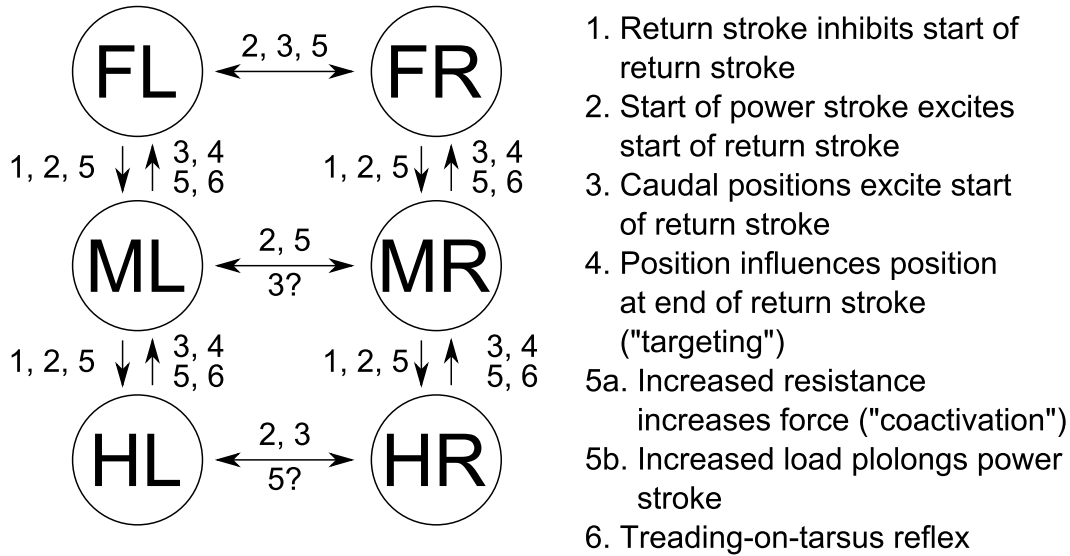 FL
2, 3, 5
FR
1, 2, 5
3, 4
5, 6
1, 2, 5
3, 4
5, 6
ML
2, 5
3?
MR
1, 2, 5
3, 4
5, 6
1, 2, 5
3, 4
5, 6
HL
2, 3
5?
HR
1. Return stroke inhibits start of
return stroke
2. Start of power stroke excites
start of return stroke
3. Caudal positions excite start
of return stroke
4. Position influences position
at end of return stroke
("targeting")
5a. Increased resistance
increases force ("coactivation")
5b. Increased load plolongs power
stroke
6. Treading-on-tarsus reflex